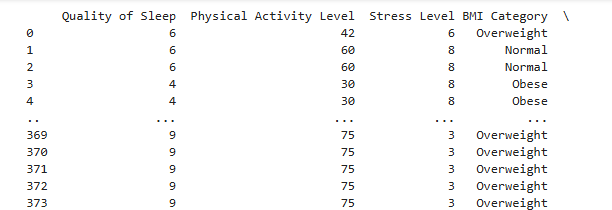 Quality of Sleep Physical Activity Level Stress Level BMI Category \
0 6 42 6 Overweight
1 6 60 8 Normal
2 6 60 8 Normal
3 4 30 8 Obese
4 4 30 8 Obese
.. ... ... ... ...
369 9 75 3 Overweight
370 9 75 3 Overweight
371 9 75 3 Overweight
372 9 75 3 Overweight
373 9 75 3 Overweight